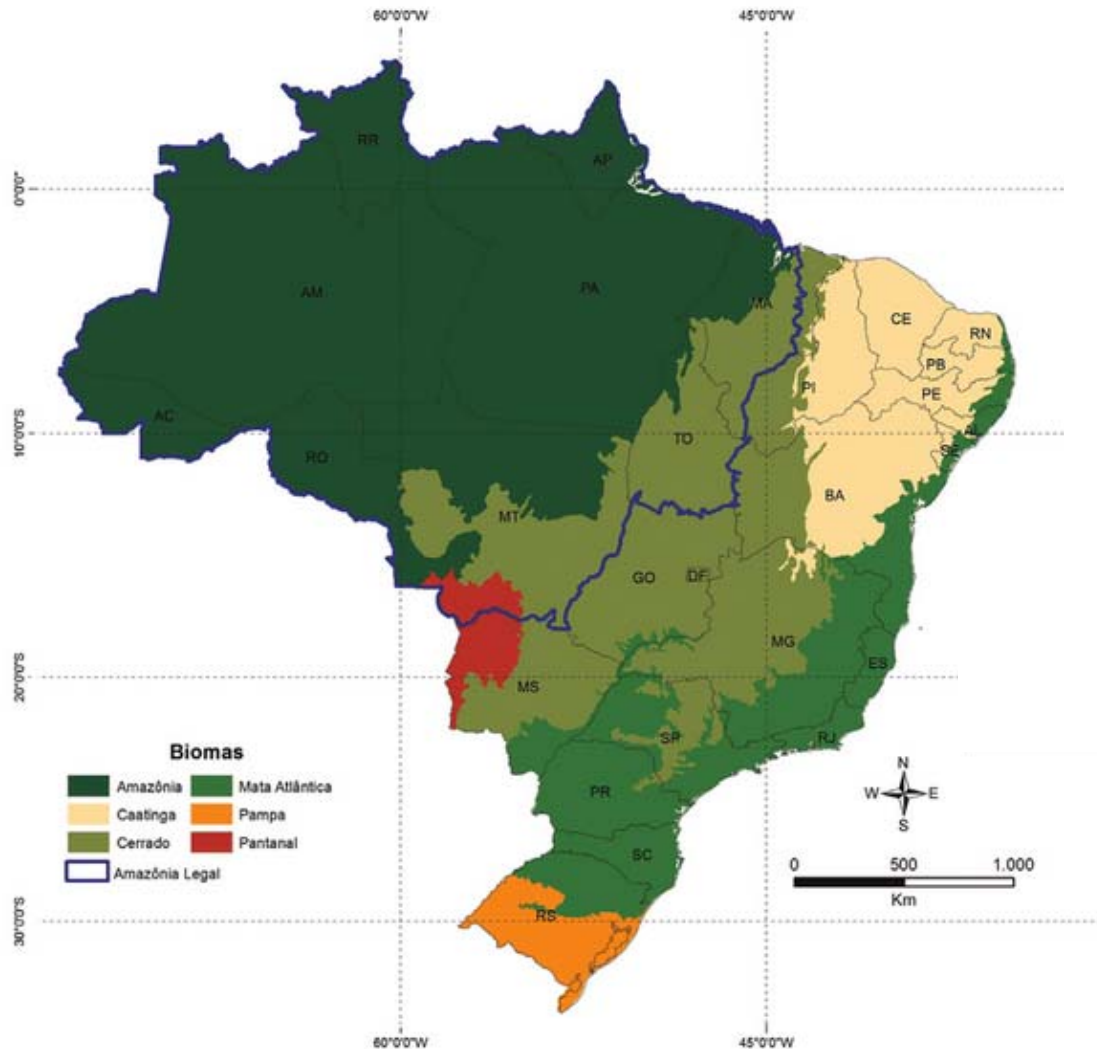 60°0'0"W 45°0'0"W
RR
AP
0°0'0"
AM PA MA
CE
RN
PB
PI PE
AC TO
10°0'0"S
AL
SE
RO
BA
MT
GO DF
MG
ES
20°0'0"S
MS
SP RJ
Biomas
Amazônia Mata Atlântica
Caatinga Pampa
Cerrado Pantanal
Amazônia Legal
PR
N
W E
S
SC
0 500 1.000
Km
RS
30°0'0"S
60°0'0"W 45°0'0"W